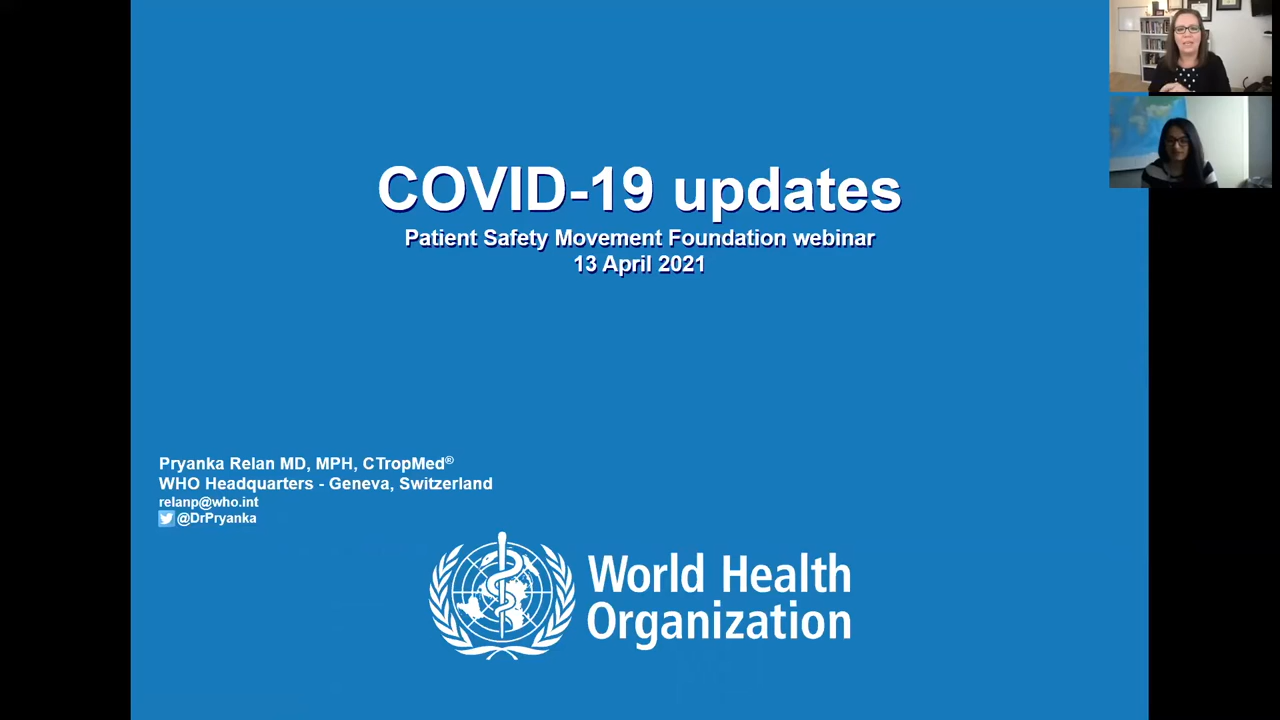 COVID-19 updates
Patient Safety Movement Foundation webinar
13 April 2021
Pryanka Relan MD, MPH, CTropMed®
WHO Headquarters - Geneva, Switzerland
relanp@who.int
@DrPryanka
World Health
Organization